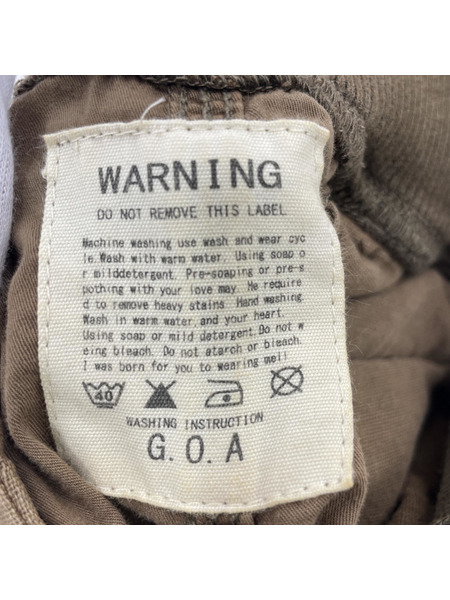 WARNING
DO NOT REMOVE THIS LABEL
Machine washing use wash and wear cyc
le.Wash with warm water. Using soap o
r milddetergent. Pre-soaping or pre-s
pothing with your love may. He require
d to remove heavy stains. Hand washing.
Wash in warm water, and your heart.
Using soap or mild detergent.Do not w
eing bleach. Do not atarch or bleach.
I was born for you to wearing me!!
40
WASHING INSTRUCTION
G.O.A